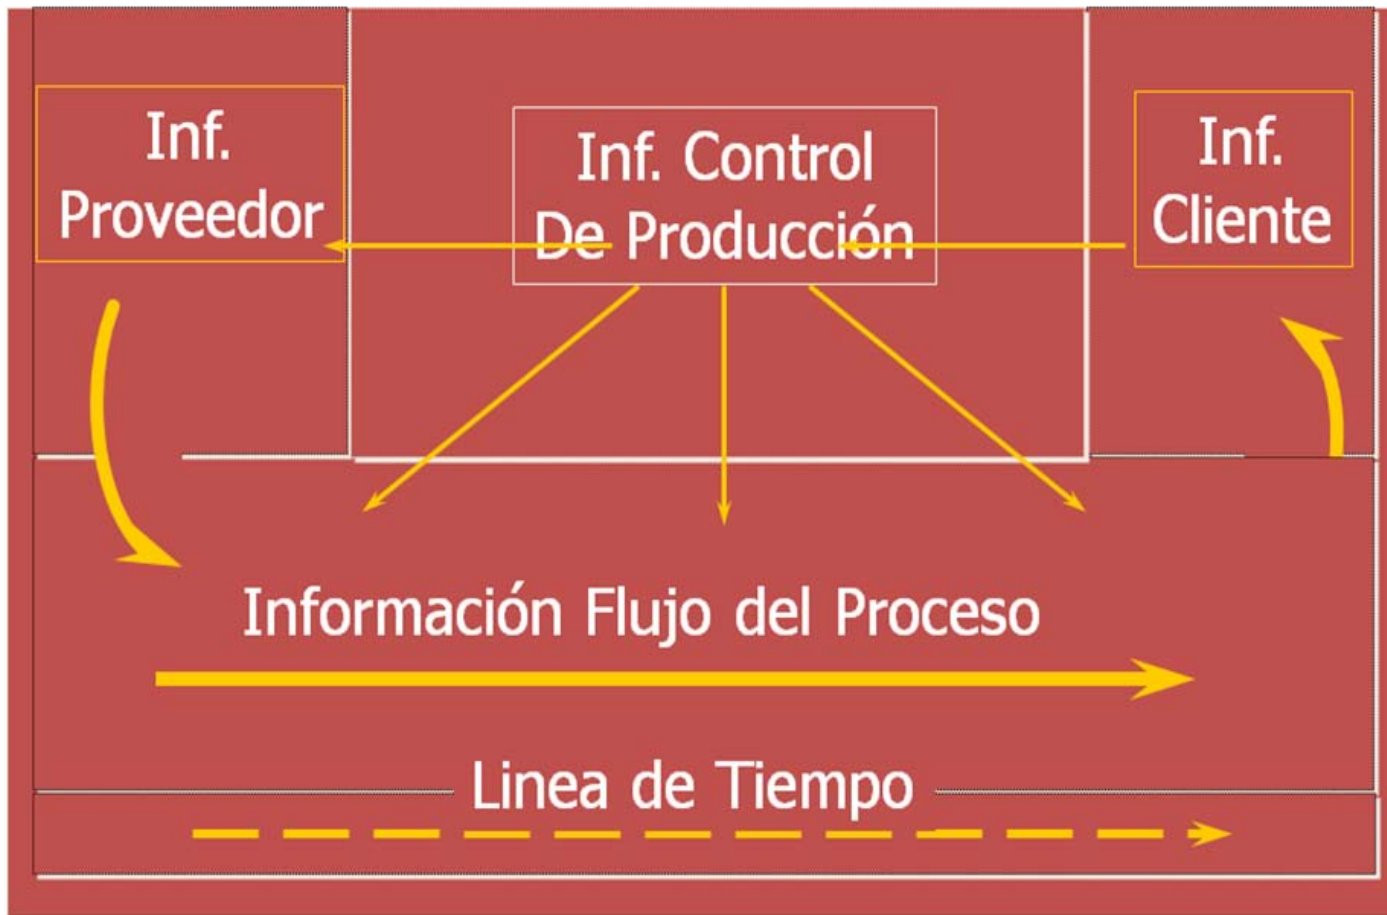 Inf.
Proveedor
Inf. Control
De Producción
Inf.
Cliente
Información Flujo del Proceso
Linea de Tiempo